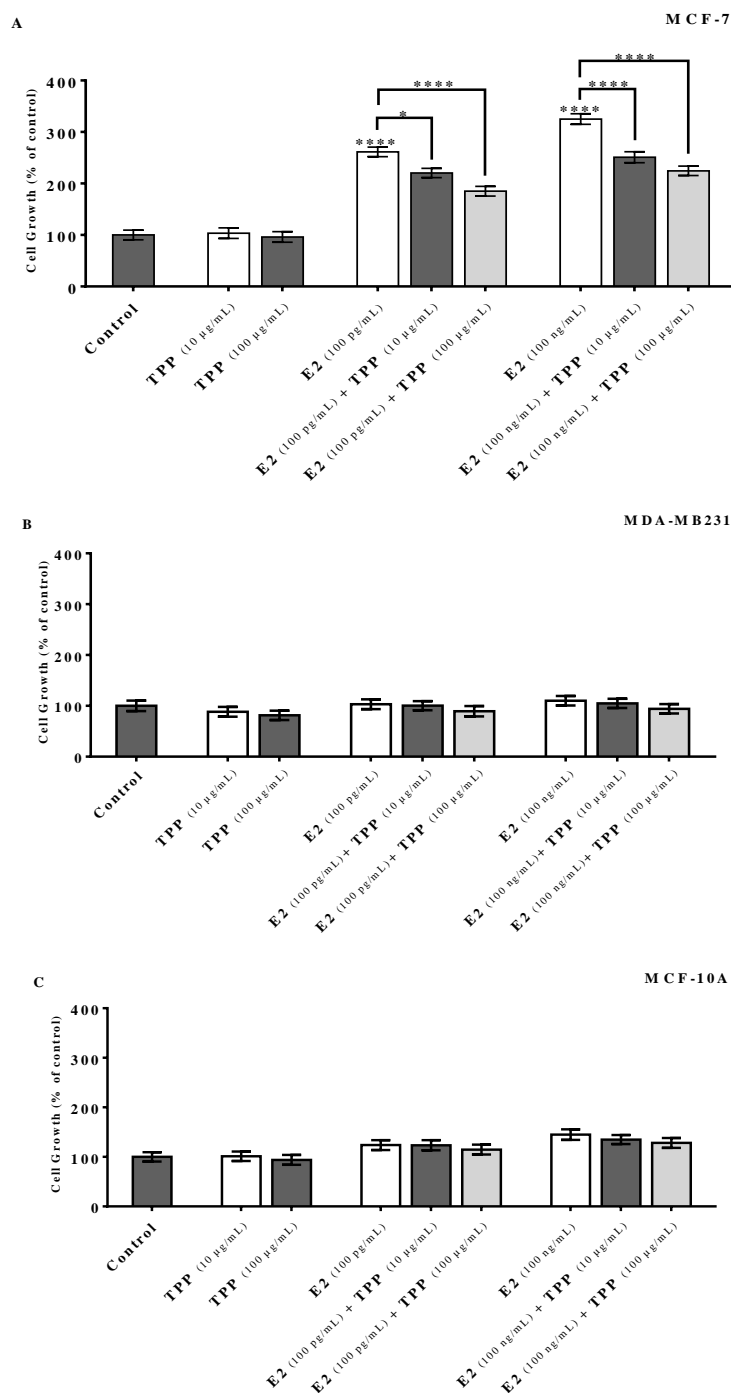 A
MCF-7
Cell Growth (% of control)
400
300
200
100
0
****
*
****
****
****
****
Control
TPP (10 µg/mL)
TPP (100 µg/mL)
E2 (100 pg/mL)
E2 (100 pg/mL) + TPP (10 µg/mL)
E2 (100 pg/mL) + TPP (100 µg/mL)
E2 (100 ng/mL)
E2 (100 ng/mL) + TPP (10 µg/mL)
E2 (100 ng/mL) + TPP (100 µg/mL)
B
MDA-MB231
Cell Growth (% of control)
400
300
200
100
0
Control
TPP (10 µg/mL)
TPP (100 µg/mL)
E2 (100 pg/mL)
E2 (100 pg/mL)+ TPP (10 µg/mL)
E2 (100 pg/mL)+ TPP (100 µg/mL)
E2 (100 ng/mL)
E2 (100 ng/mL)+ TPP (10 µg/mL)
E2 (100 ng/mL)+ TPP (100 µg/mL)
C
MCF-10A
Cell Growth (% of control)
400
300
200
100
0
Control
TPP (10 µg/mL)
TPP (100 µg/mL)
E2 (100 pg/mL)
E2 (100 pg/mL) + TPP (10 µg/mL)
E2 (100 pg/mL) + TPP (100 µg/mL)
E2 (100 ng/mL)
E2 (100 ng/mL) + TPP (10 µg/mL)
E2 (100 ng/mL) + TPP (100 µg/mL)